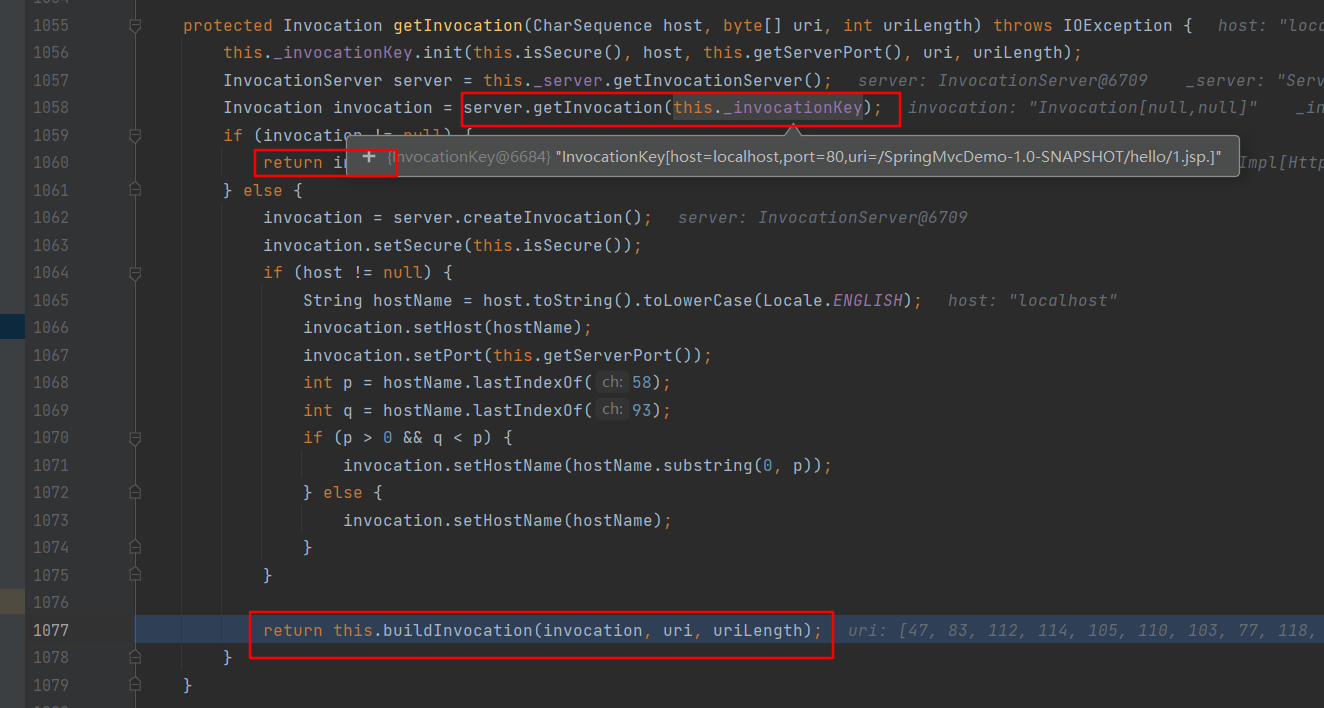 1055 protected Invocation getInvocation(CharSequence host, byte[] uri, int uriLength) throws IOException { host: "loc
1056 this._invocationKey.init(this.isSecure(), host, this.getServerPort(), uri, uriLength);
1057 InvocationServer server = this._server.getInvocationServer(); server: InvocationServer@6709 _server: "Serv
1058 Invocation invocation = server.getInvocation(this._invocationKey); invocation: "Invocation[null,null]" _in
1059 if (invocation != null) {
+ {InvocationKey@6684} "InvocationKey[host=localhost,port=80,uri=/SpringMvcDemo-1.0-SNAPSHOT/hello/1.jsp.]"
1060 return in Impl[Http
1061 } else {
1062 invocation = server.createInvocation(); server: InvocationServer@6709
1063 invocation.setSecure(this.isSecure());
1064 if (host != null) {
1065 String hostName = host.toString().toLowerCase(Locale.ENGLISH); host: "localhost"
1066 invocation.setHost(hostName);
1067 invocation.setPort(this.getServerPort());
1068 int p = hostName.lastIndexOf( ch: 58);
1069 int q = hostName.lastIndexOf( ch: 93);
1070 if (p > 0 && q < p) {
1071 invocation.setHostName(hostName.substring(0, p));
1072 } else {
1073 invocation.setHostName(hostName);
1074 }
1075 }
1076
1077 return this.buildInvocation(invocation, uri, uriLength); uri: [47, 83, 112, 114, 105, 110, 103, 77, 118,
1078 }
1079 }